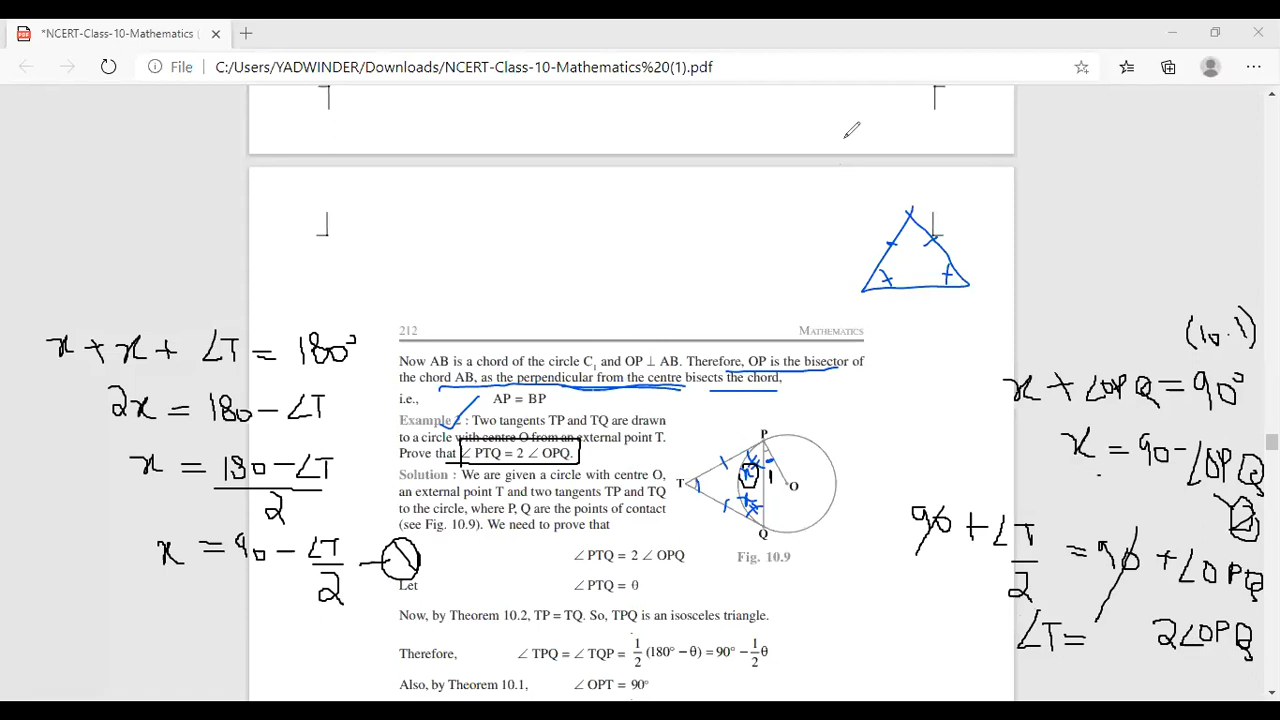 *NCERT-Class-10-Mathematics (
File C:/Users/YADWINDER/Downloads/NCERT-Class-10-Mathematics%20(1).pdf
212 MATHEMATICS
Now AB is a chord of the circle C₁ and OP ⊥ AB. Therefore, OP is the bisector of
the chord AB, as the perpendicular from the centre bisects the chord,
i.e., AP = BP
Example 2 : Two tangents TP and TQ are drawn
to a circle with centre O from an external point T.
Prove that ∠ PTQ = 2 ∠ OPQ.
Solution : We are given a circle with centre O,
an external point T and two tangents TP and TQ
to the circle, where P, Q are the points of contact
(see Fig. 10.9). We need to prove that
∠ PTQ = 2 ∠ OPQ
Let ∠ PTQ = θ
Now, by Theorem 10.2, TP = TQ. So, TPQ is an isosceles triangle.
Therefore, ∠ TPQ = ∠ TQP = 1/2 (180° − θ) = 90° − 1/2 θ
Also, by Theorem 10.1, ∠ OPT = 90°
P
T
O
Q
Fig. 10.9
x + x + ∠T = 180°
2x = 180 − ∠T
x = 180 − ∠T / 2
x = 90 − ∠T / 2 — 1
(10.1)
x + ∠OPQ = 90°
x = 90 − ∠OPQ
2
90 + ∠T / 2 = 90 + ∠OPQ
∠T = 2∠OPQ